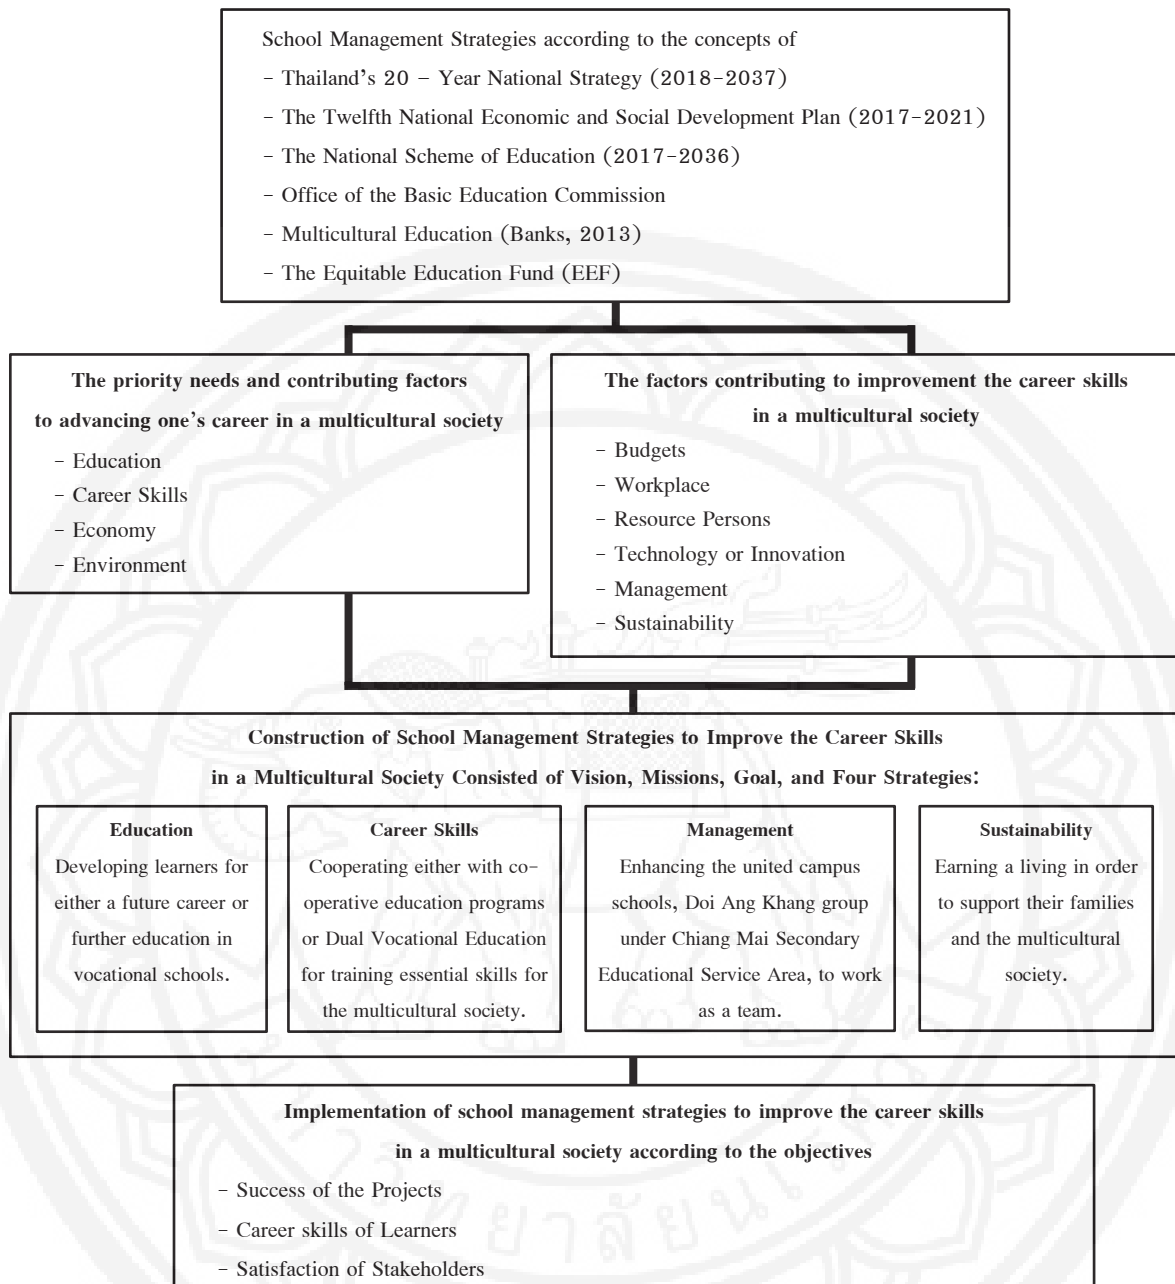 School Management Strategies according to the concepts of
- Thailand's 20 – Year National Strategy (2018-2037)
- The Twelfth National Economic and Social Development Plan (2017-2021)
- The National Scheme of Education (2017-2036)
- Office of the Basic Education Commission
- Multicultural Education (Banks, 2013)
- The Equitable Education Fund (EEF)
The priority needs and contributing factors
to advancing one's career in a multicultural society
- Education
- Career Skills
- Economy
- Environment
The factors contributing to improvement the career skills
in a multicultural society
- Budgets
- Workplace
- Resource Persons
- Technology or Innovation
- Management
- Sustainability
Construction of School Management Strategies to Improve the Career Skills
in a Multicultural Society Consisted of Vision, Missions, Goal, and Four Strategies:
Education
Developing learners for
either a future career or
further education in
vocational schools.
Career Skills
Cooperating either with co-
operative education programs
or Dual Vocational Education
for training essential skills for
the multicultural society.
Management
Enhancing the united campus
schools, Doi Ang Khang group
under Chiang Mai Secondary
Educational Service Area, to work
as a team.
Sustainability
Earning a living in order
to support their families
and the multicultural
society.
Implementation of school management strategies to improve the career skills
in a multicultural society according to the objectives
- Success of the Projects
- Career skills of Learners
- Satisfaction of Stakeholders